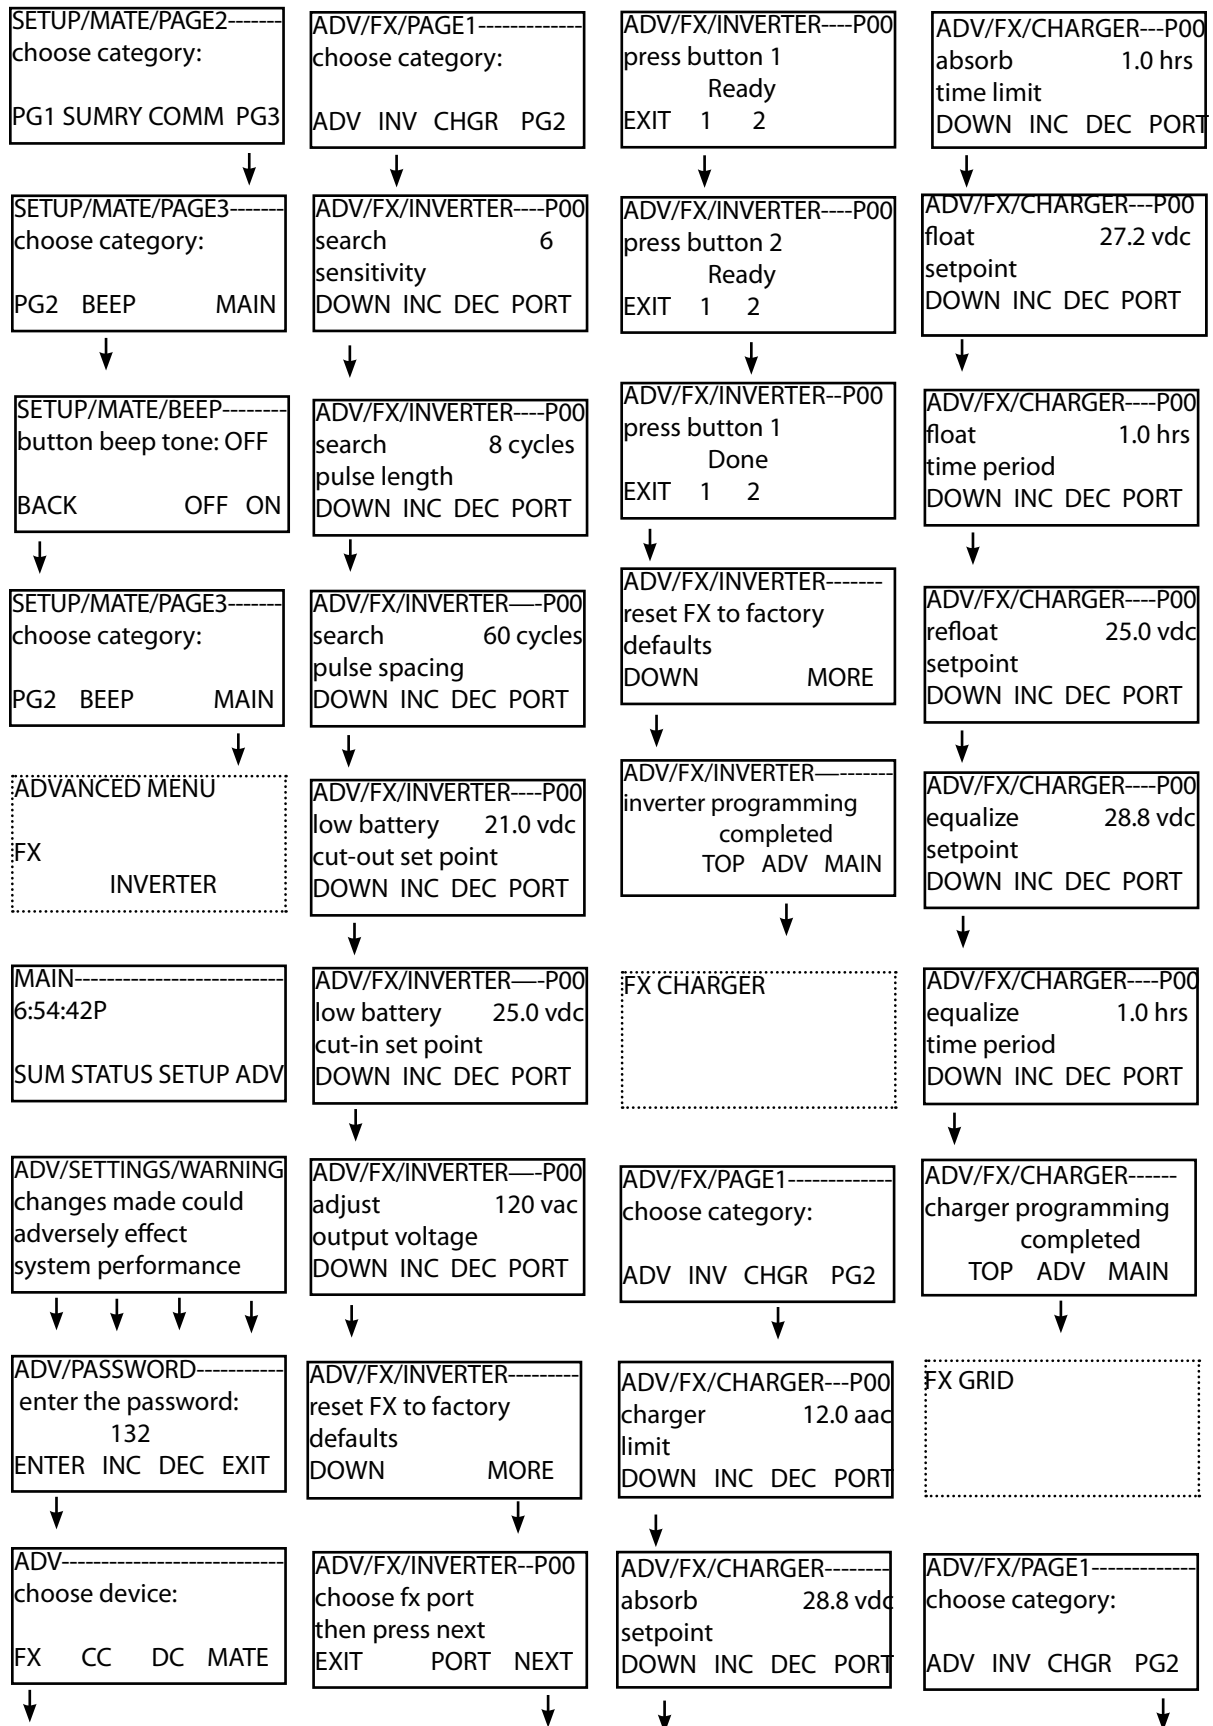 SETUP/MATE/PAGE2-------
choose category:
PG1 SUMRY COMM PG3
SETUP/MATE/PAGE3-------
choose category:
PG2 BEEP MAIN
SETUP/MATE/BEEP--------
button beep tone: OFF
BACK OFF ON
SETUP/MATE/PAGE3-------
choose category:
PG2 BEEP MAIN
ADVANCED MENU
FX
INVERTER
MAIN--------------------------
6:54:42P
SUM STATUS SETUP ADV
ADV/SETTINGS/WARNING
changes made could
adversely effect
system performance
ADV/PASSWORD-----------
enter the password:
132
ENTER INC DEC EXIT
ADV----------------------------
choose device:
FX CC DC MATE
ADV/FX/PAGE1-------------
choose category:
ADV INV CHGR PG2
ADV/FX/INVERTER----P00
search 6
sensitivity
DOWN INC DEC PORT
ADV/FX/INVERTER----P00
search 8 cycles
pulse length
DOWN INC DEC PORT
ADV/FX/INVERTER—-P00
search 60 cycles
pulse spacing
DOWN INC DEC PORT
ADV/FX/INVERTER----P00
low battery 21.0 vdc
cut-out set point
DOWN INC DEC PORT
ADV/FX/INVERTER—-P00
low battery 25.0 vdc
cut-in set point
DOWN INC DEC PORT
ADV/FX/INVERTER—-P00
adjust 120 vac
output voltage
DOWN INC DEC PORT
ADV/FX/INVERTER---------
reset FX to factory
defaults
DOWN MORE
ADV/FX/INVERTER--P00
choose fx port
then press next
EXIT PORT NEXT
ADV/FX/INVERTER----P00
press button 1
Ready
EXIT 1 2
ADV/FX/INVERTER----P00
press button 2
Ready
EXIT 1 2
ADV/FX/INVERTER--P00
press button 1
Done
EXIT 1 2
ADV/FX/INVERTER-------
reset FX to factory
defaults
DOWN MORE
ADV/FX/INVERTER—-------
inverter programming
completed
TOP ADV MAIN
FX CHARGER
ADV/FX/PAGE1-------------
choose category:
ADV INV CHGR PG2
ADV/FX/CHARGER---P00
charger 12.0 aac
limit
DOWN INC DEC PORT
ADV/FX/CHARGER--------
absorb 28.8 vdc
setpoint
DOWN INC DEC PORT
ADV/FX/CHARGER---P00
absorb 1.0 hrs
time limit
DOWN INC DEC PORT
ADV/FX/CHARGER---P00
float 27.2 vdc
setpoint
DOWN INC DEC PORT
ADV/FX/CHARGER----P00
float 1.0 hrs
time period
DOWN INC DEC PORT
ADV/FX/CHARGER----P00
refloat 25.0 vdc
setpoint
DOWN INC DEC PORT
ADV/FX/CHARGER----P00
equalize 28.8 vdc
setpoint
DOWN INC DEC PORT
ADV/FX/CHARGER----P00
equalize 1.0 hrs
time period
DOWN INC DEC PORT
ADV/FX/CHARGER------
charger programming
completed
TOP ADV MAIN
FX GRID
ADV/FX/PAGE1-------------
choose category:
ADV INV CHGR PG2